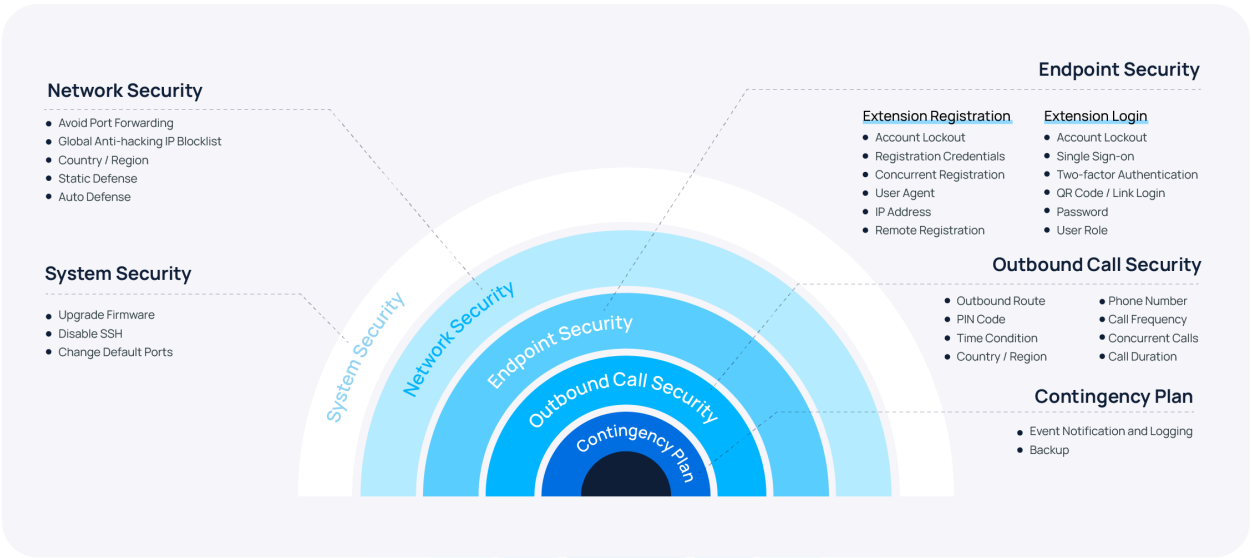 Network Security
Avoid Port Forwarding
Global Anti-hacking IP Blocklist
Country / Region
Static Defense
Auto Defense
System Security
Upgrade Firmware
Disable SSH
Change Default Ports
System Security
Network Security
Endpoint Security
Outbound Call Security
Contingency Plan
Endpoint Security
Extension Registration
Account Lockout
Registration Credentials
Concurrent Registration
User Agent
IP Address
Remote Registration
Extension Login
Account Lockout
Single Sign-on
Two-factor Authentication
QR Code / Link Login
Password
User Role
Outbound Call Security
Outbound Route
PIN Code
Time Condition
Country / Region
Phone Number
Call Frequency
Concurrent Calls
Call Duration
Contingency Plan
Event Notification and Logging
Backup